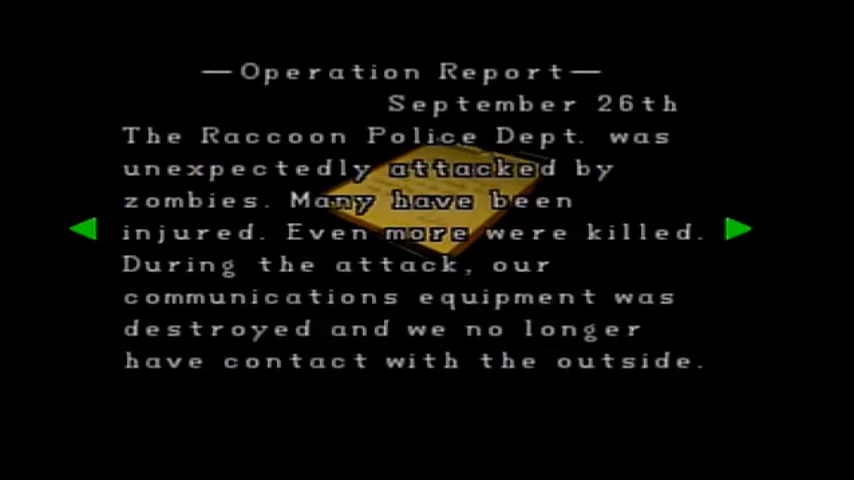 —Operation Report—
September 26th
The Raccoon Police Dept. was
unexpectedly attacked by
zombies. Many have been
injured. Even more were killed.
During the attack, our
communications equipment was
destroyed and we no longer
have contact with the outside.